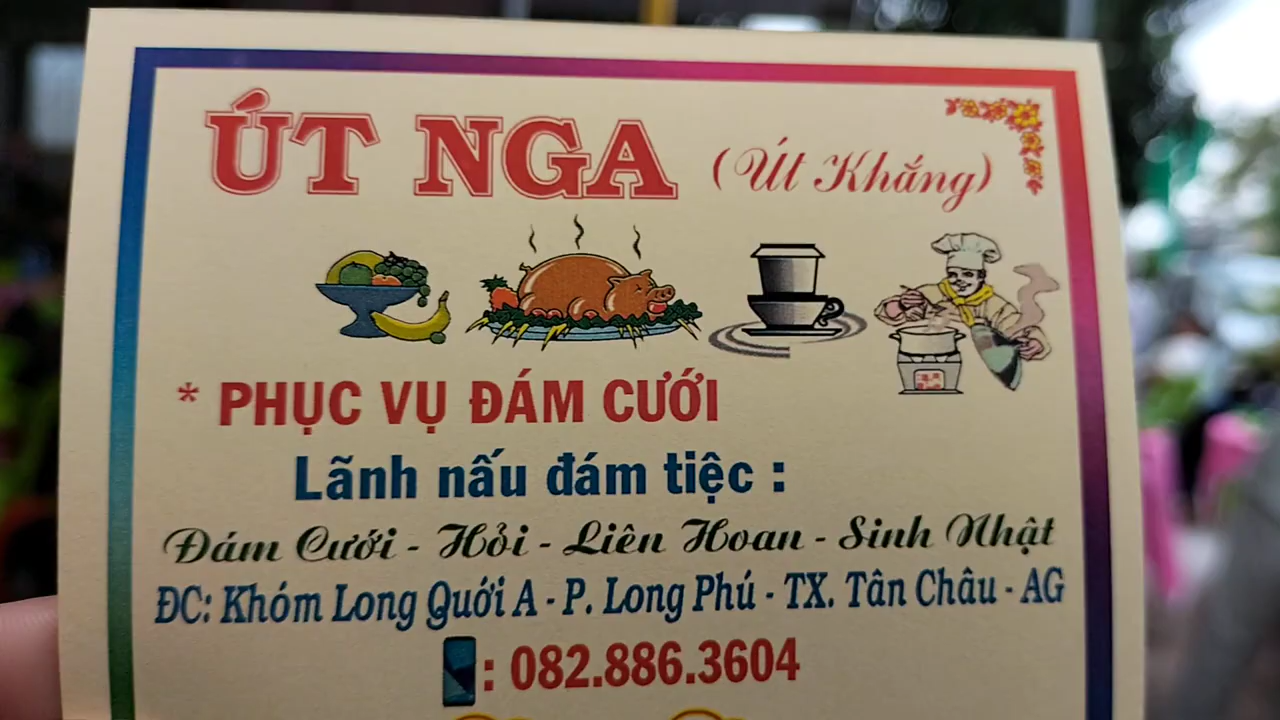 ÚT NGA (Út Khắng)
* PHỤC VỤ ĐÁM CƯỚI
Lãnh nấu đám tiệc :
Đám Cưới - Hỏi - Liên Hoan - Sinh Nhật
ĐC: Khóm Long Quới A - P. Long Phú - TX. Tân Châu - AG
: 082.886.3604